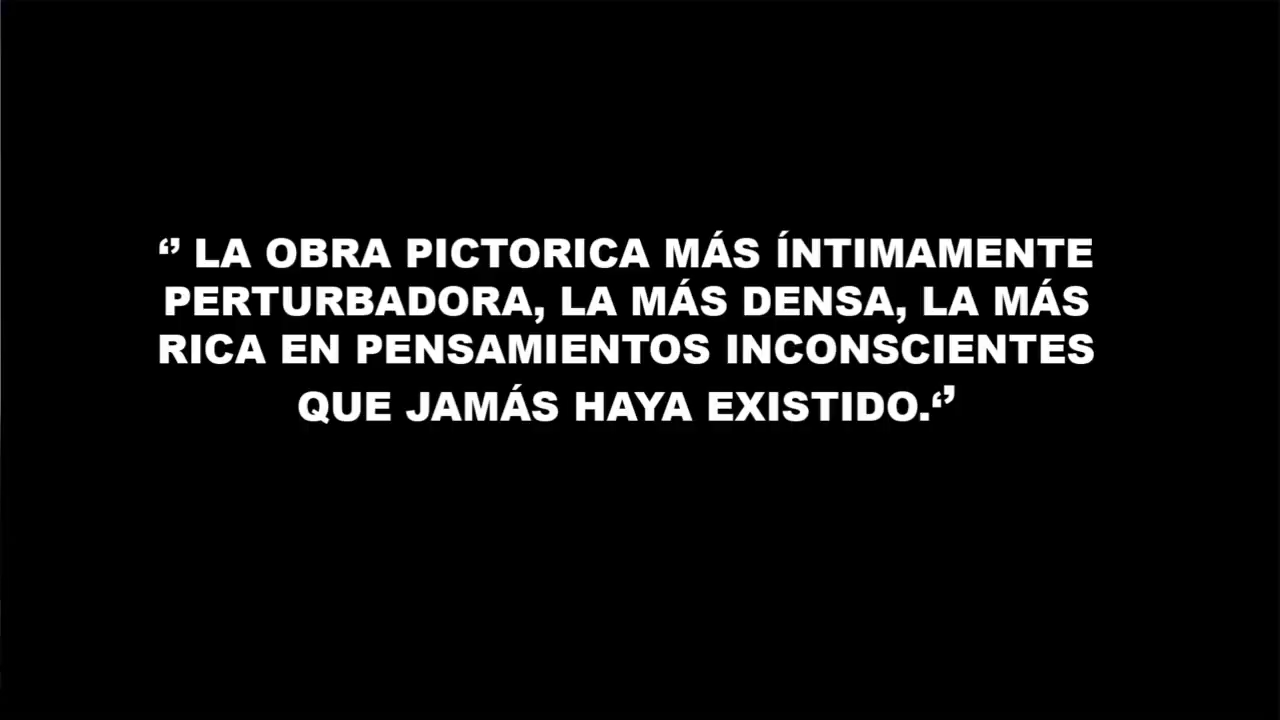 ‘’ LA OBRA PICTORICA MÁS ÍNTIMAMENTE
PERTURBADORA, LA MÁS DENSA, LA MÁS
RICA EN PENSAMIENTOS INCONSCIENTES
QUE JAMÁS HAYA EXISTIDO.‘’